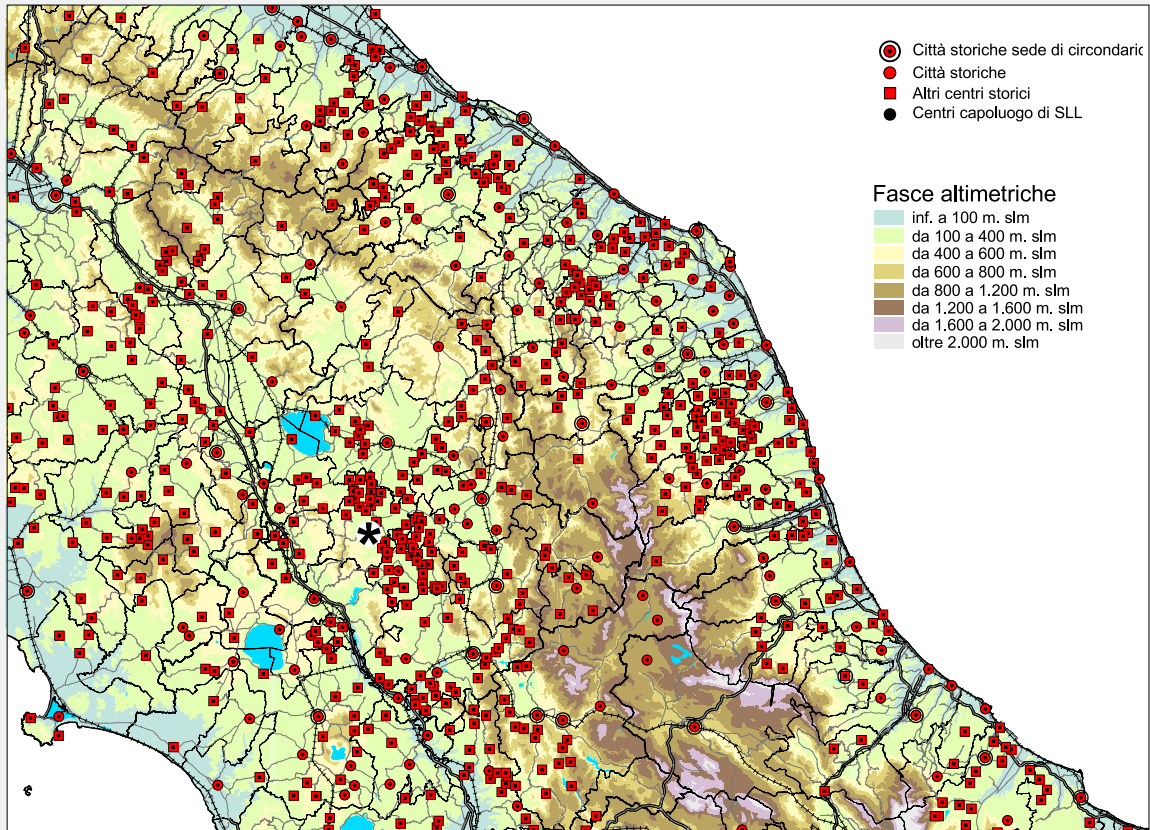 Città storiche sede di circondaric
Città storiche
Altri centri storici
Centri capoluogo di SLL
Fasce altimetriche
inf. a 100 m. slm
da 100 a 400 m. slm
da 400 a 600 m. slm
da 600 a 800 m. slm
da 800 a 1.200 m. slm
da 1.200 a 1.600 m. slm
da 1.600 a 2.000 m. slm
oltre 2.000 m. slm